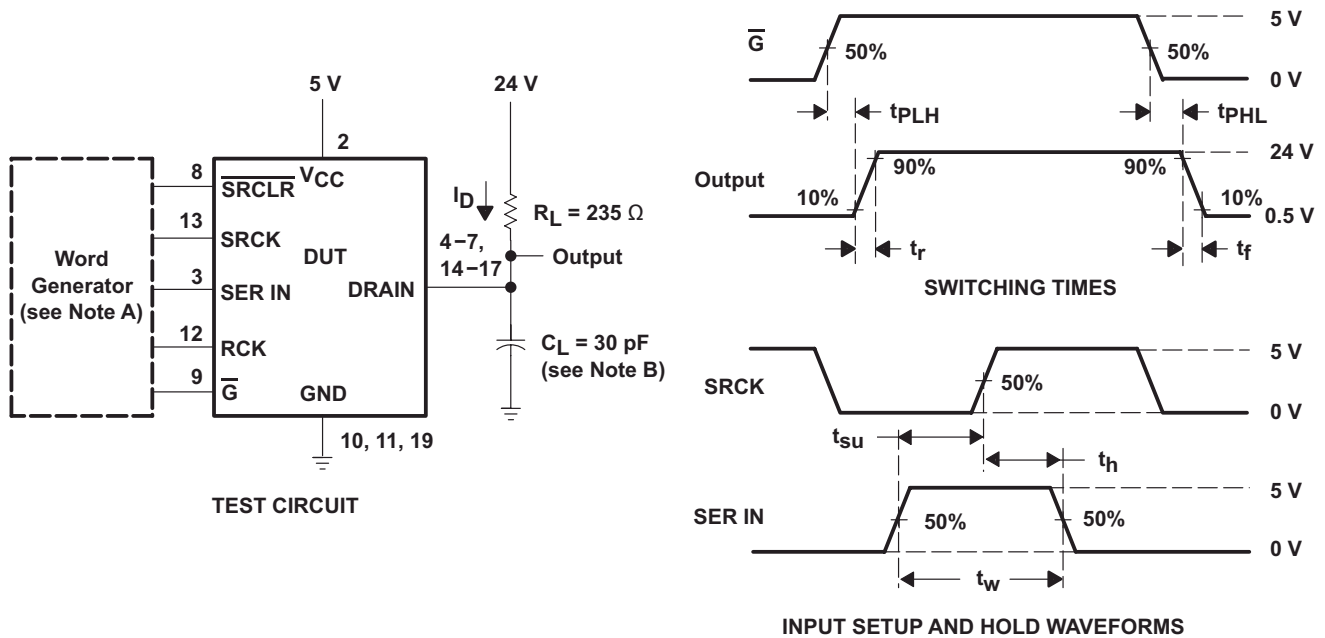 5 V
24 V
2
8
SRCLR
VCC
13
SRCK
ID
RL = 235 Ω
Word
Generator
(see Note A)
DUT
4−7,
14−17
Output
3
SER IN
DRAIN
12
RCK
CL = 30 pF
(see Note B)
9
G
GND
10, 11, 19
TEST CIRCUIT
G
50%
50%
5 V
0 V
tPLH
tPHL
Output
10%
90%
90%
10%
24 V
0.5 V
tr
tf
SWITCHING TIMES
SRCK
50%
5 V
0 V
tsu
th
SER IN
50%
50%
5 V
0 V
tw
INPUT SETUP AND HOLD WAVEFORMS